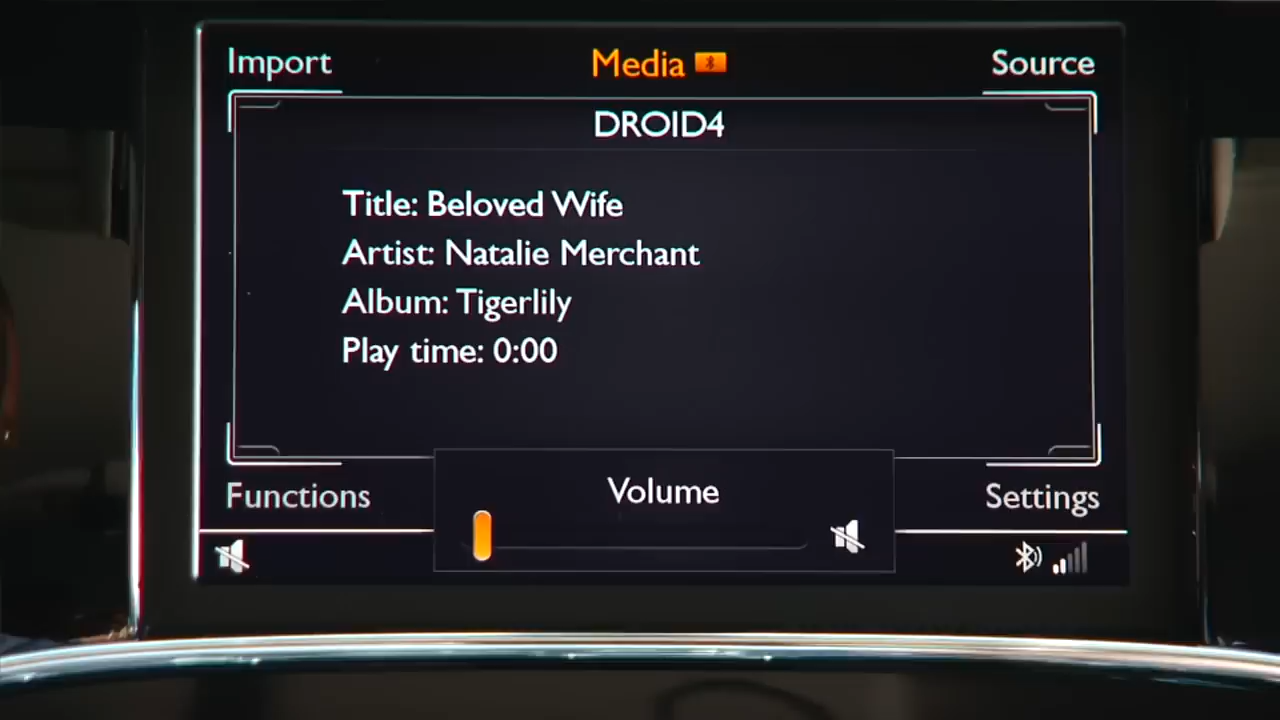 Import Media Source
DROID4
Title: Beloved Wife
Artist: Natalie Merchant
Album: Tigerlily
Play time: 0:00
Functions Volume Settings